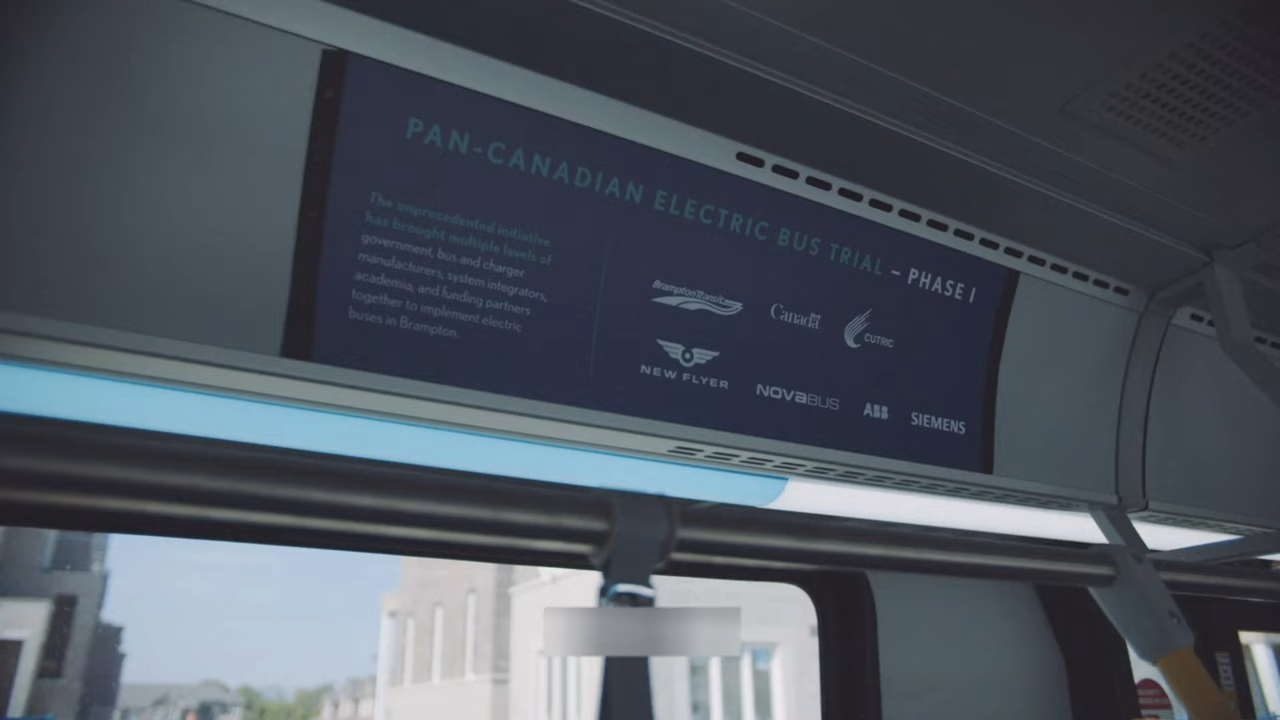 PAN-CANADIAN ELECTRIC BUS TRIAL – PHASE I
The unprecedented initiative
has brought multiple levels of
government, bus and charger
manufacturers, system integrators,
academia, and funding partners
together to implement electric
buses in Brampton.
Brampton Transit
Canada
CUTRIC
NEW FLYER
NOVABUS
ABB
SIEMENS